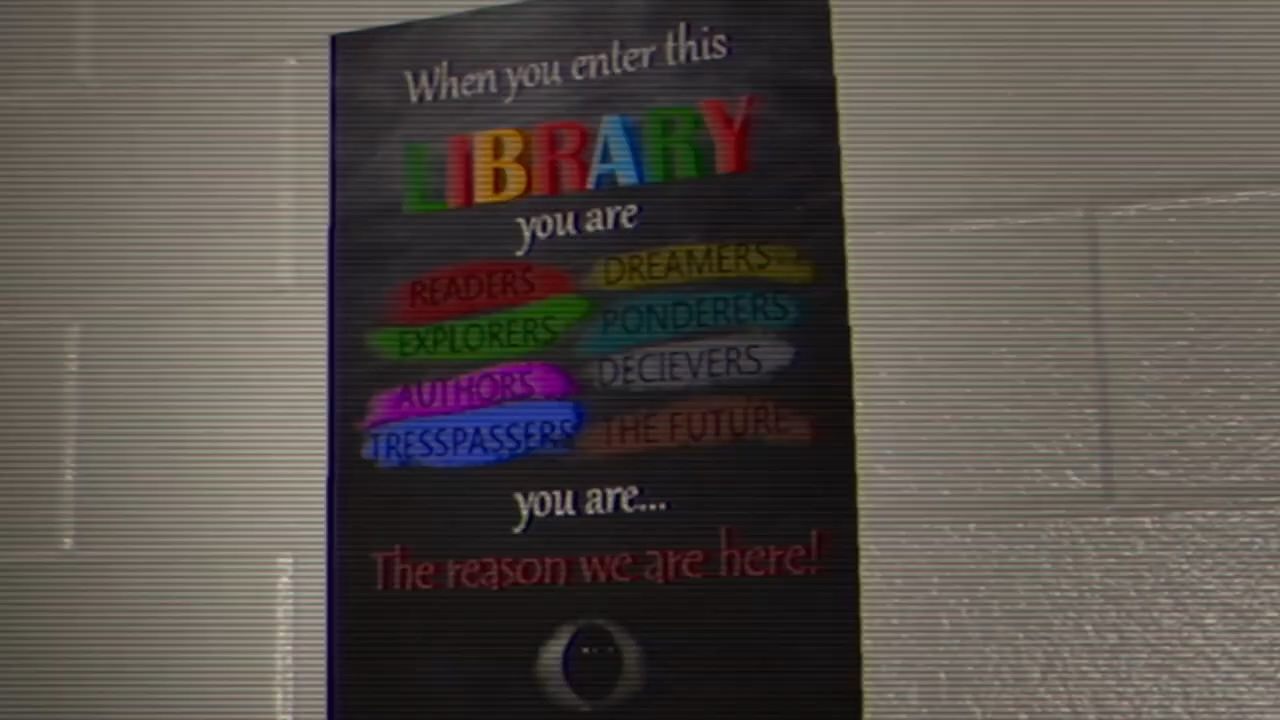 When you enter this
LIBRARY
you are
READERS DREAMERS
EXPLORERS PONDERERS
AUTHORS DECIEVERS
TRESSPASSERS THE FUTURE
you are...
The reason we are here!